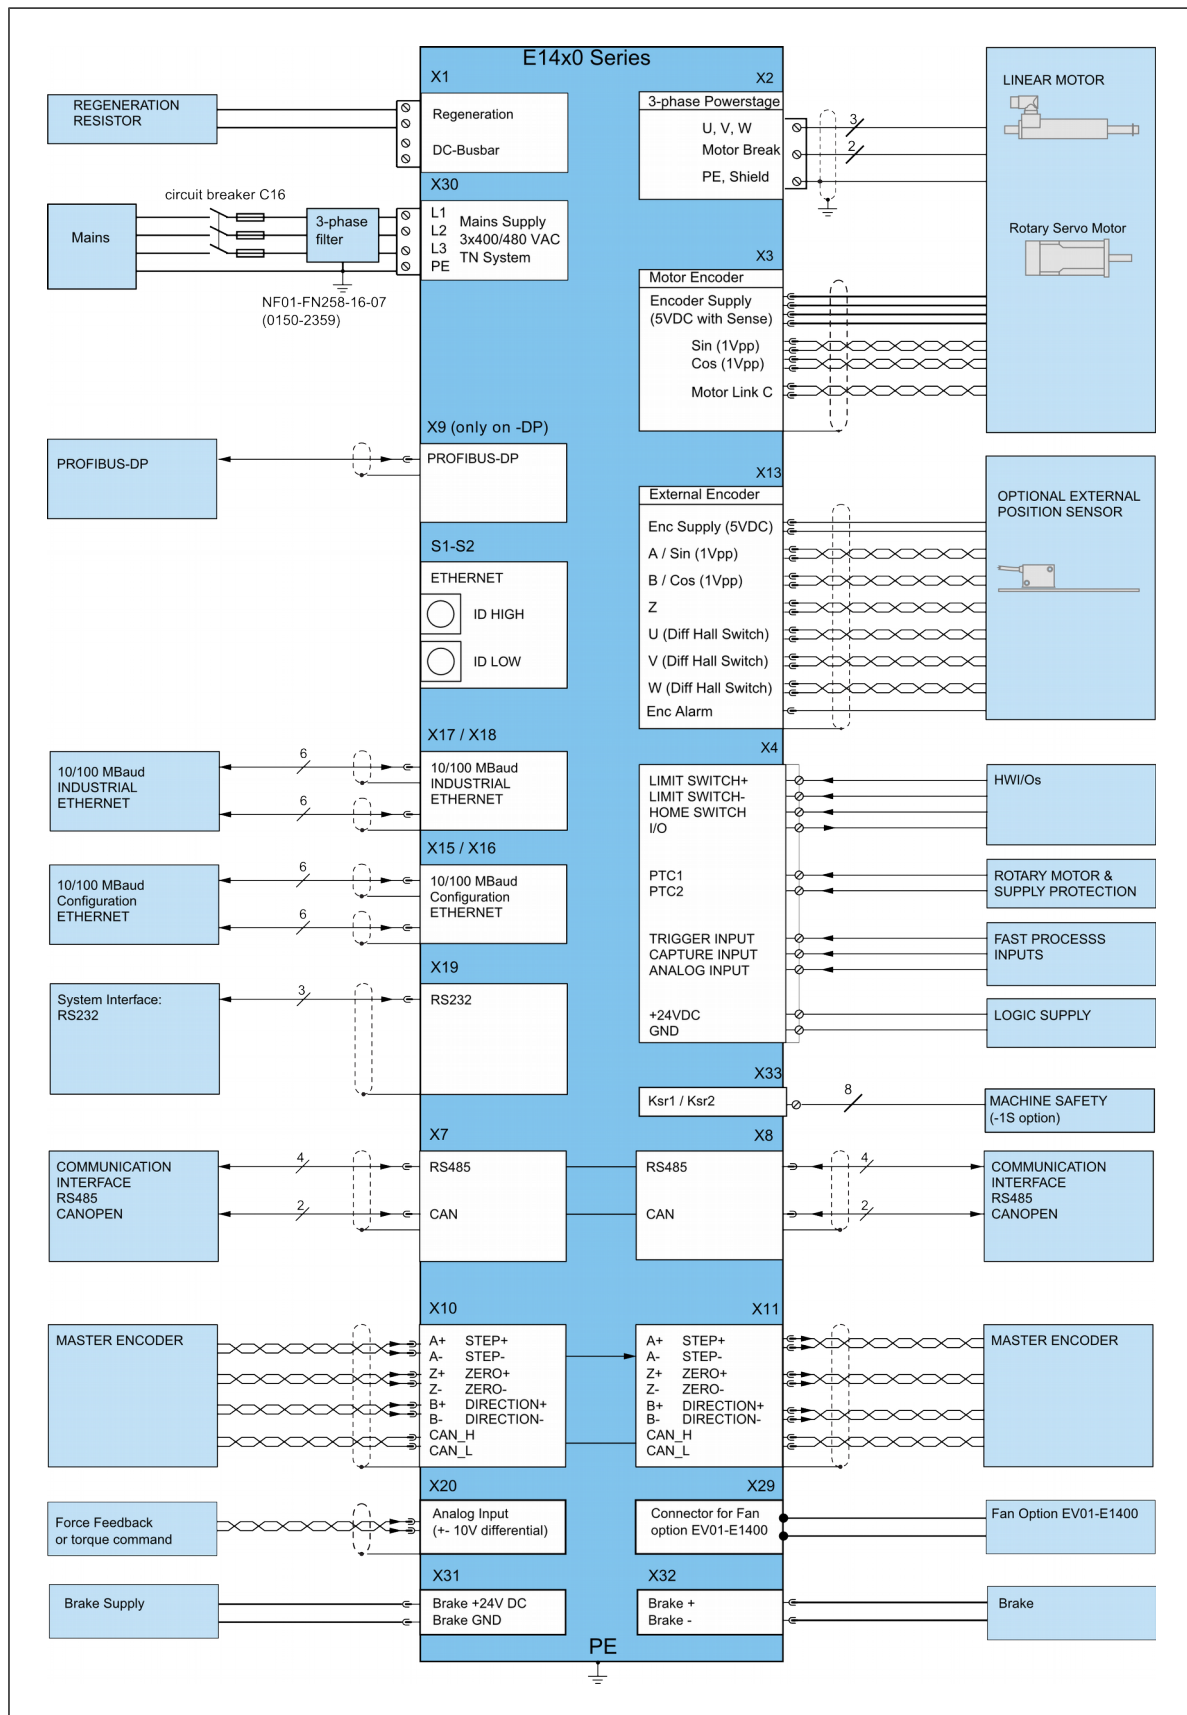 E14x0 Series
X1
REGENERATION
RESISTOR
Regeneration
DC-Busbar
X30
circuit breaker C16
Mains
3-phase
filter
L1
L2
L3
PE
Mains Supply
3x400/480 VAC
TN System
NF01-FN258-16-07
(0150-2359)
X9 (only on -DP)
PROFIBUS-DP
PROFIBUS-DP
S1-S2
ETHERNET
ID HIGH
ID LOW
X17 / X18
10/100 MBaud
INDUSTRIAL
ETHERNET
6
6
10/100 MBaud
INDUSTRIAL
ETHERNET
X15 / X16
10/100 MBaud
Configuration
ETHERNET
6
6
10/100 MBaud
Configuration
ETHERNET
X19
System Interface:
RS232
3
RS232
X7
COMMUNICATION
INTERFACE
RS485
CANOPEN
4
2
RS485
CAN
X10
MASTER ENCODER
A+ STEP+
A- STEP-
Z+ ZERO+
Z- ZERO-
B+ DIRECTION+
B- DIRECTION-
CAN_H
CAN_L
X20
Force Feedback
or torque command
Analog Input
(+- 10V differential)
X31
Brake Supply
Brake +24V DC
Brake GND
X2
3-phase Powerstage
U, V, W
Motor Break
PE, Shield
3
2
LINEAR MOTOR
Rotary Servo Motor
X3
Motor Encoder
Encoder Supply
(5VDC with Sense)
Sin (1Vpp)
Cos (1Vpp)
Motor Link C
X13
External Encoder
Enc Supply (5VDC)
A / Sin (1Vpp)
B / Cos (1Vpp)
Z
U (Diff Hall Switch)
V (Diff Hall Switch)
W (Diff Hall Switch)
Enc Alarm
OPTIONAL EXTERNAL
POSITION SENSOR
X4
LIMIT SWITCH+
LIMIT SWITCH-
HOME SWITCH
I/O
PTC1
PTC2
TRIGGER INPUT
CAPTURE INPUT
ANALOG INPUT
+24VDC
GND
HWI/Os
ROTARY MOTOR &
SUPPLY PROTECTION
FAST PROCESSS
INPUTS
LOGIC SUPPLY
X33
Ksr1 / Ksr2
8
MACHINE SAFETY
(-1S option)
X8
RS485
CAN
4
2
COMMUNICATION
INTERFACE
RS485
CANOPEN
X11
A+ STEP+
A- STEP-
Z+ ZERO+
Z- ZERO-
B+ DIRECTION+
B- DIRECTION-
CAN_H
CAN_L
MASTER ENCODER
X29
Connector for Fan
option EV01-E1400
Fan Option EV01-E1400
X32
Brake +
Brake -
Brake
PE